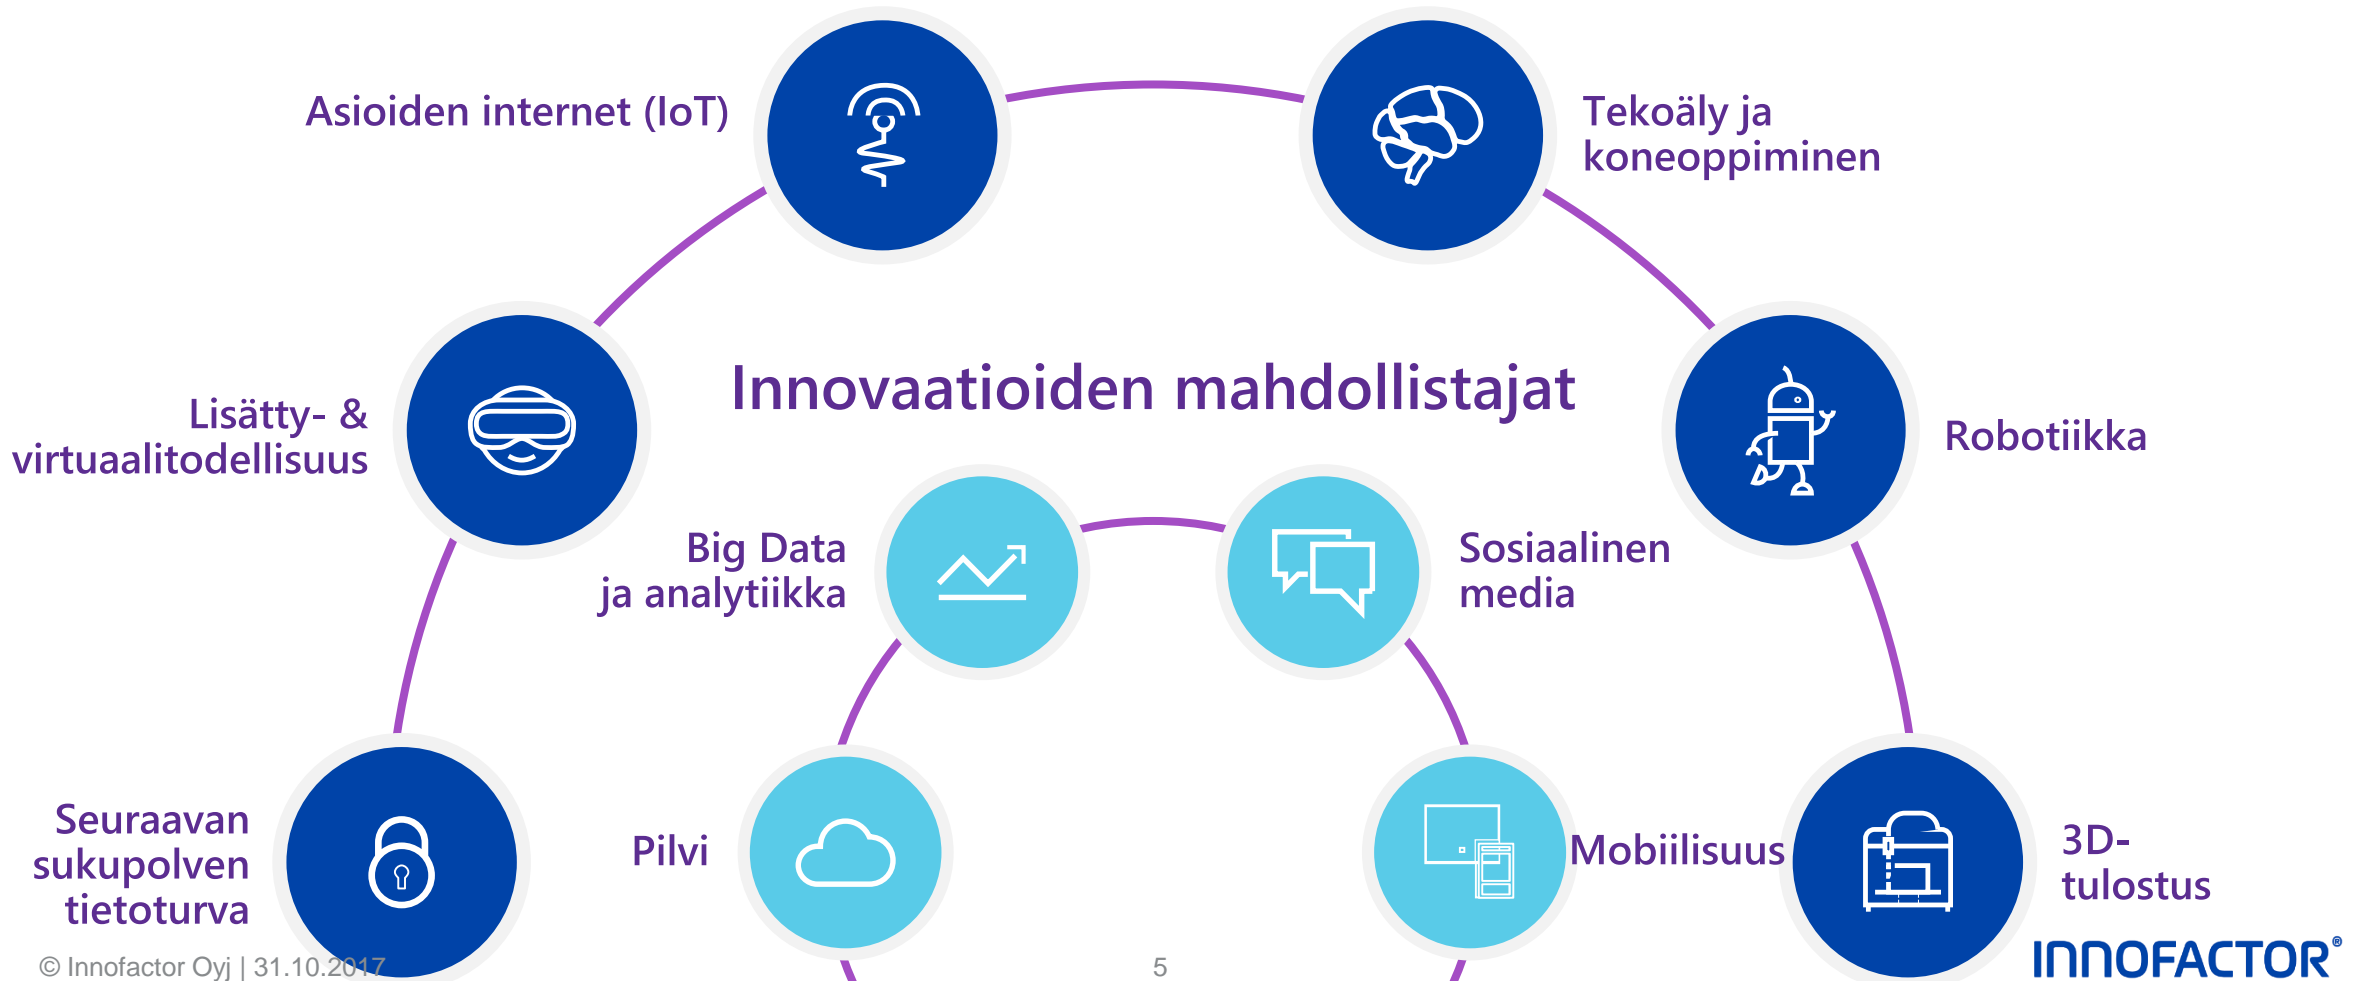 Asioiden internet (IoT)
Tekoäly ja
koneoppiminen
Innovaatioiden mahdollistajat
Lisätty- &
virtuaalitodellisuus
Robotiikka
Big Data
ja analytiikka
Sosiaalinen
media
Seuraavan
sukupolven
tietoturva
Pilvi
Mobiilisuus
3D-
tulostus
© Innofactor Oyj | 31.10.2017
5
INNOFACTOR®